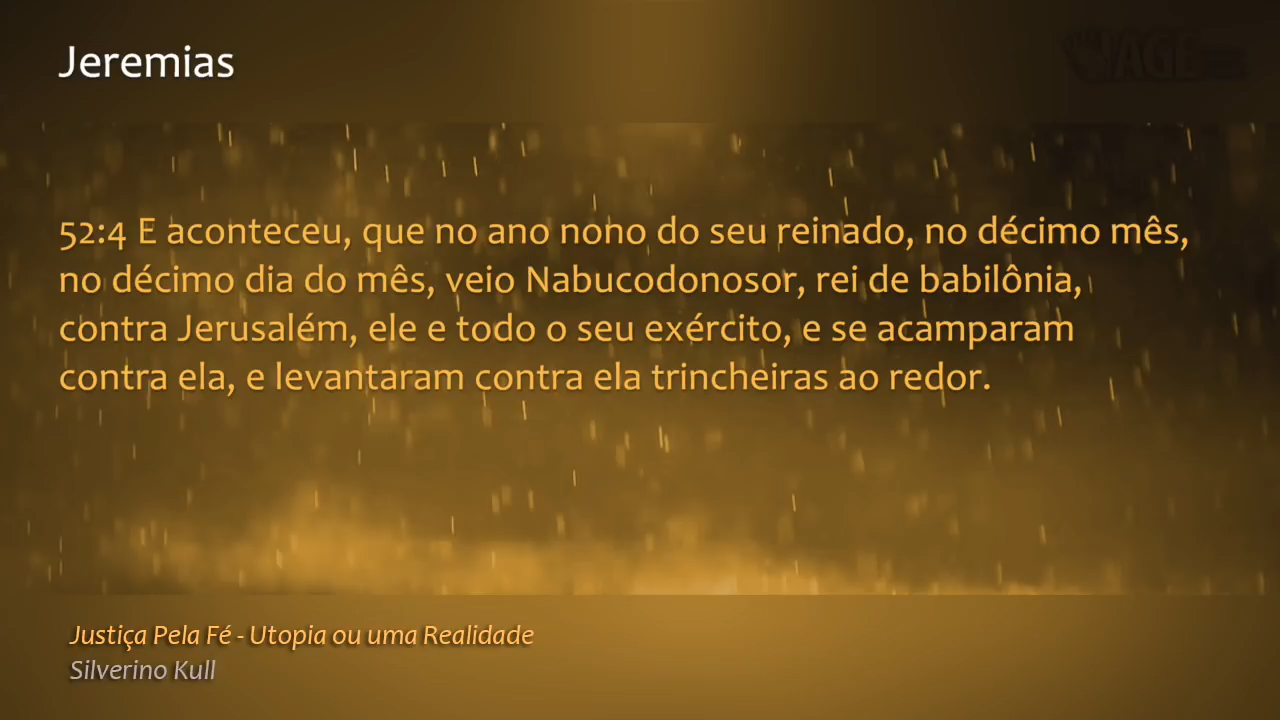 Jeremias
52:4 E aconteceu, que no ano nono do seu reinado, no décimo mês,
no décimo dia do mês, veio Nabucodonosor, rei de babilônia,
contra Jerusalém, ele e todo o seu exército, e se acamparam
contra ela, e levantaram contra ela trincheiras ao redor.
Justiça Pela Fé - Utopia ou uma Realidade
Silverino Kull